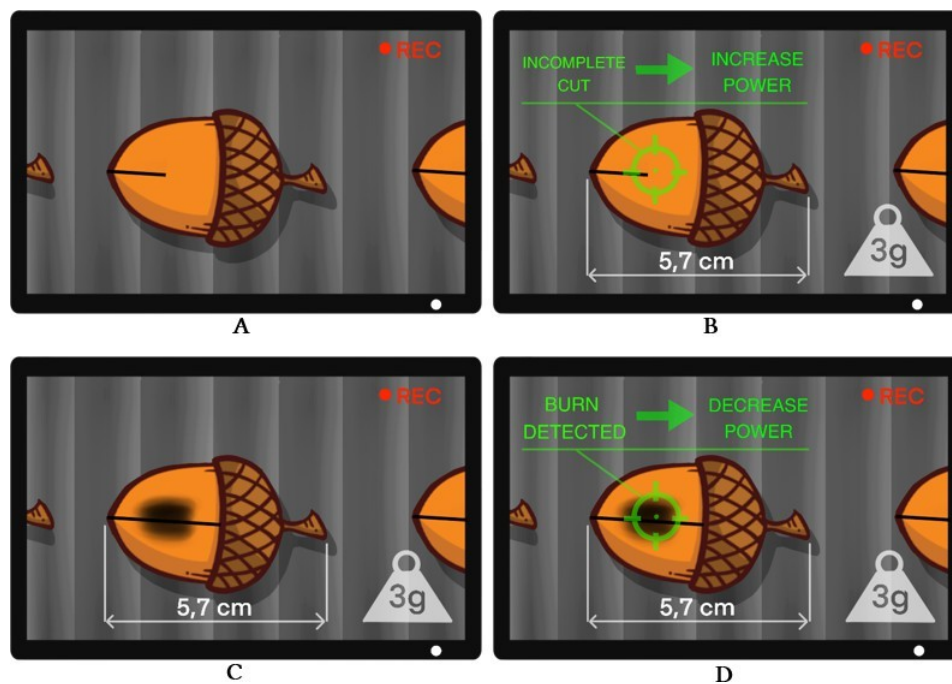 REC
A
REC
INCOMPLETE
CUT
INCREASE
POWER
5,7 cm
3g
B
REC
5,7 cm
3g
C
REC
BURN
DETECTED
DECREASE
POWER
5,7 cm
3g
D